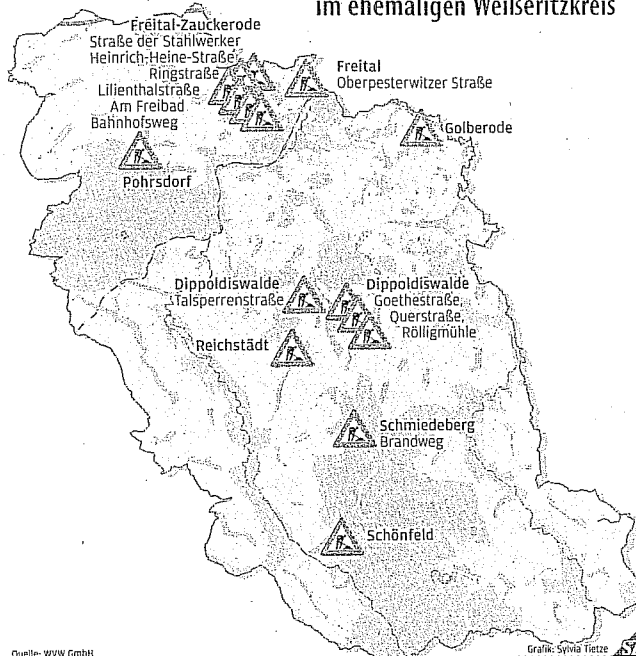 im ehemaligen Weißeritzkreis
Freital-Zauckerode
Straße der Stahlwerker
Heinrich-Heine-Straße
Ringstraße
Lilienthalstraße
Am Freibad
Bahnhofsweg
Freital
Oberpesterwitzer Straße
Golberode
Pohrsdorf
Dippoldiswalde
Talsperrenstraße
Dippoldiswalde
Goethestraße,
Querstraße,
Rölligmühle
Reichstädt
Schmiedeberg
Brandweg
Schönfeld
Quelle: WVW GmbH
Grafik: Sylvia Tietze